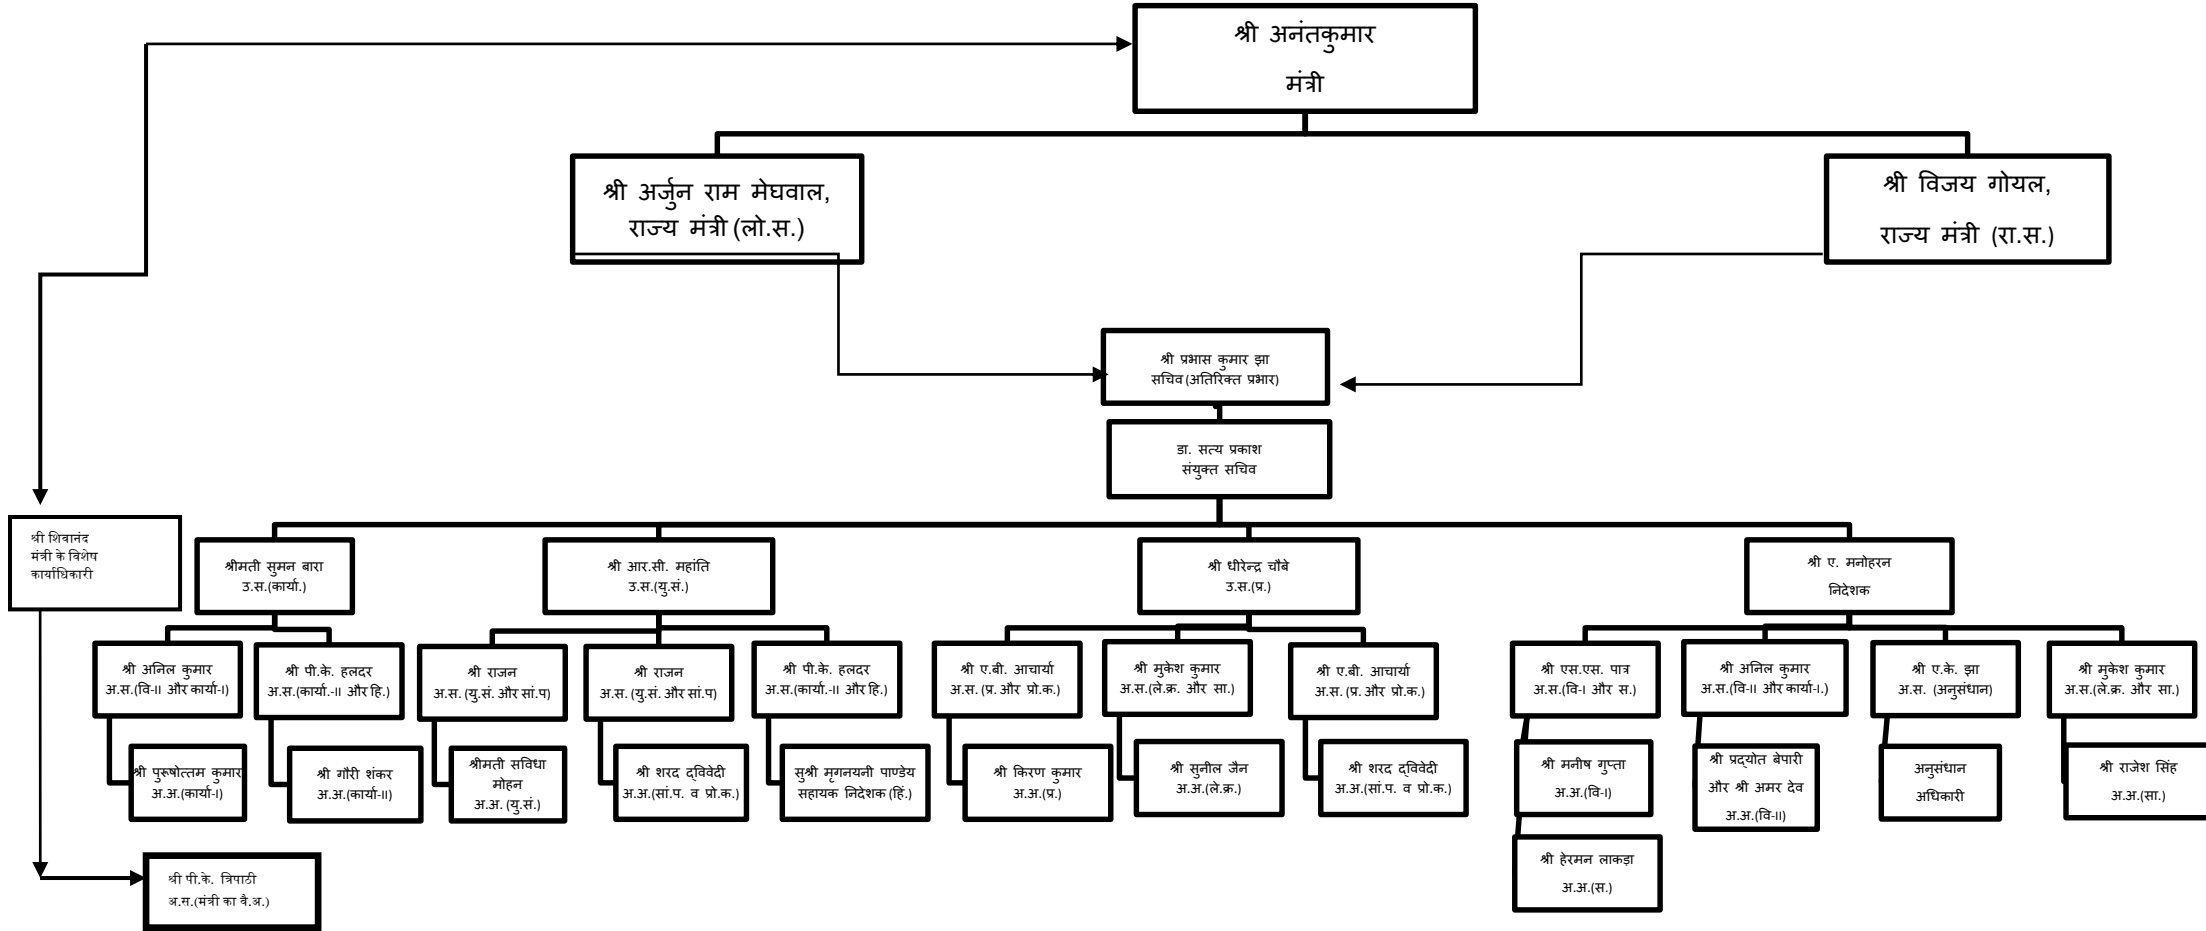 श्री अनंतकुमार
मंत्री
श्री अर्जुन राम मेघवाल,
राज्य मंत्री (लो.स.)
श्री विजय गोयल,
राज्य मंत्री (रा.स.)
श्री प्रभास कुमार झा
सचिव (अतिरिक्त प्रभार)
डा. सत्य प्रकाश
संयुक्त सचिव
श्री शिवानंद
मंत्री के विशेष
कार्याधिकारी
श्रीमती सुमन बारा
उ.स.(कार्या.)
श्री आर.सी. महांति
उ.स.(यु.सं.)
श्री धीरेन्द्र चौबे
उ.स.(प्र.)
श्री ए. मनोहरन
निदेशक
श्री अनिल कुमार
अ.स.(वि-II और कार्या-I)
श्री पी.के. हलदर
अ.स.(कार्या.-II और हि.)
श्री राजन
अ.स. (यु.सं. और सां.प)
श्री राजन
अ.स. (यु.सं. और सां.प)
श्री पी.के. हलदर
अ.स.(कार्या.-II और हि.)
श्री ए.बी. आचार्या
अ.स. (प्र. और प्रो.क.)
श्री मुकेश कुमार
अ.स.(ले.क्र. और सा.)
श्री ए.बी. आचार्या
अ.स. (प्र. और प्रो.क.)
श्री एस.एस. पात्र
अ.स.(वि-I और स.)
श्री अनिल कुमार
अ.स.(वि-II और कार्या-I.)
श्री ए.के. झा
अ.स. (अनुसंधान)
श्री मुकेश कुमार
अ.स.(ले.क्र. और सा.)
श्री पुरूषोत्तम कुमार
अ.अ.(कार्या-I)
श्री गौरी शंकर
अ.अ.(कार्या-II)
श्रीमती सविधा
मोहन
अ.अ. (यु.सं.)
श्री शरद द्विवेदी
अ.अ.(सां.प. व प्रो.क.)
सुश्री मृगनयनी पाण्डेय
सहायक निदेशक (हिं.)
श्री किरण कुमार
अ.अ.(प्र.)
श्री सुनील जैन
अ.अ.(ले.क्र.)
श्री शरद द्विवेदी
अ.अ.(सां.प. व प्रो.क.)
श्री मनीष गुप्ता
अ.अ.(वि-I)
श्री प्रद्योत बेपारी
और श्री अमर देव
अ.अ.(वि-II)
अनुसंधान
अधिकारी
श्री राजेश सिंह
अ.अ.(सा.)
श्री हेरमन लाकड़ा
अ.अ.(स.)
श्री पी.के. त्रिपाठी
अ.स.(मंत्री का वै.अ.)